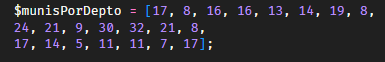 $munisPorDepto = [17, 8, 16, 16, 13, 14, 19, 8,
24, 21, 9, 30, 32, 21, 8,
17, 14, 5, 11, 11, 7, 17];